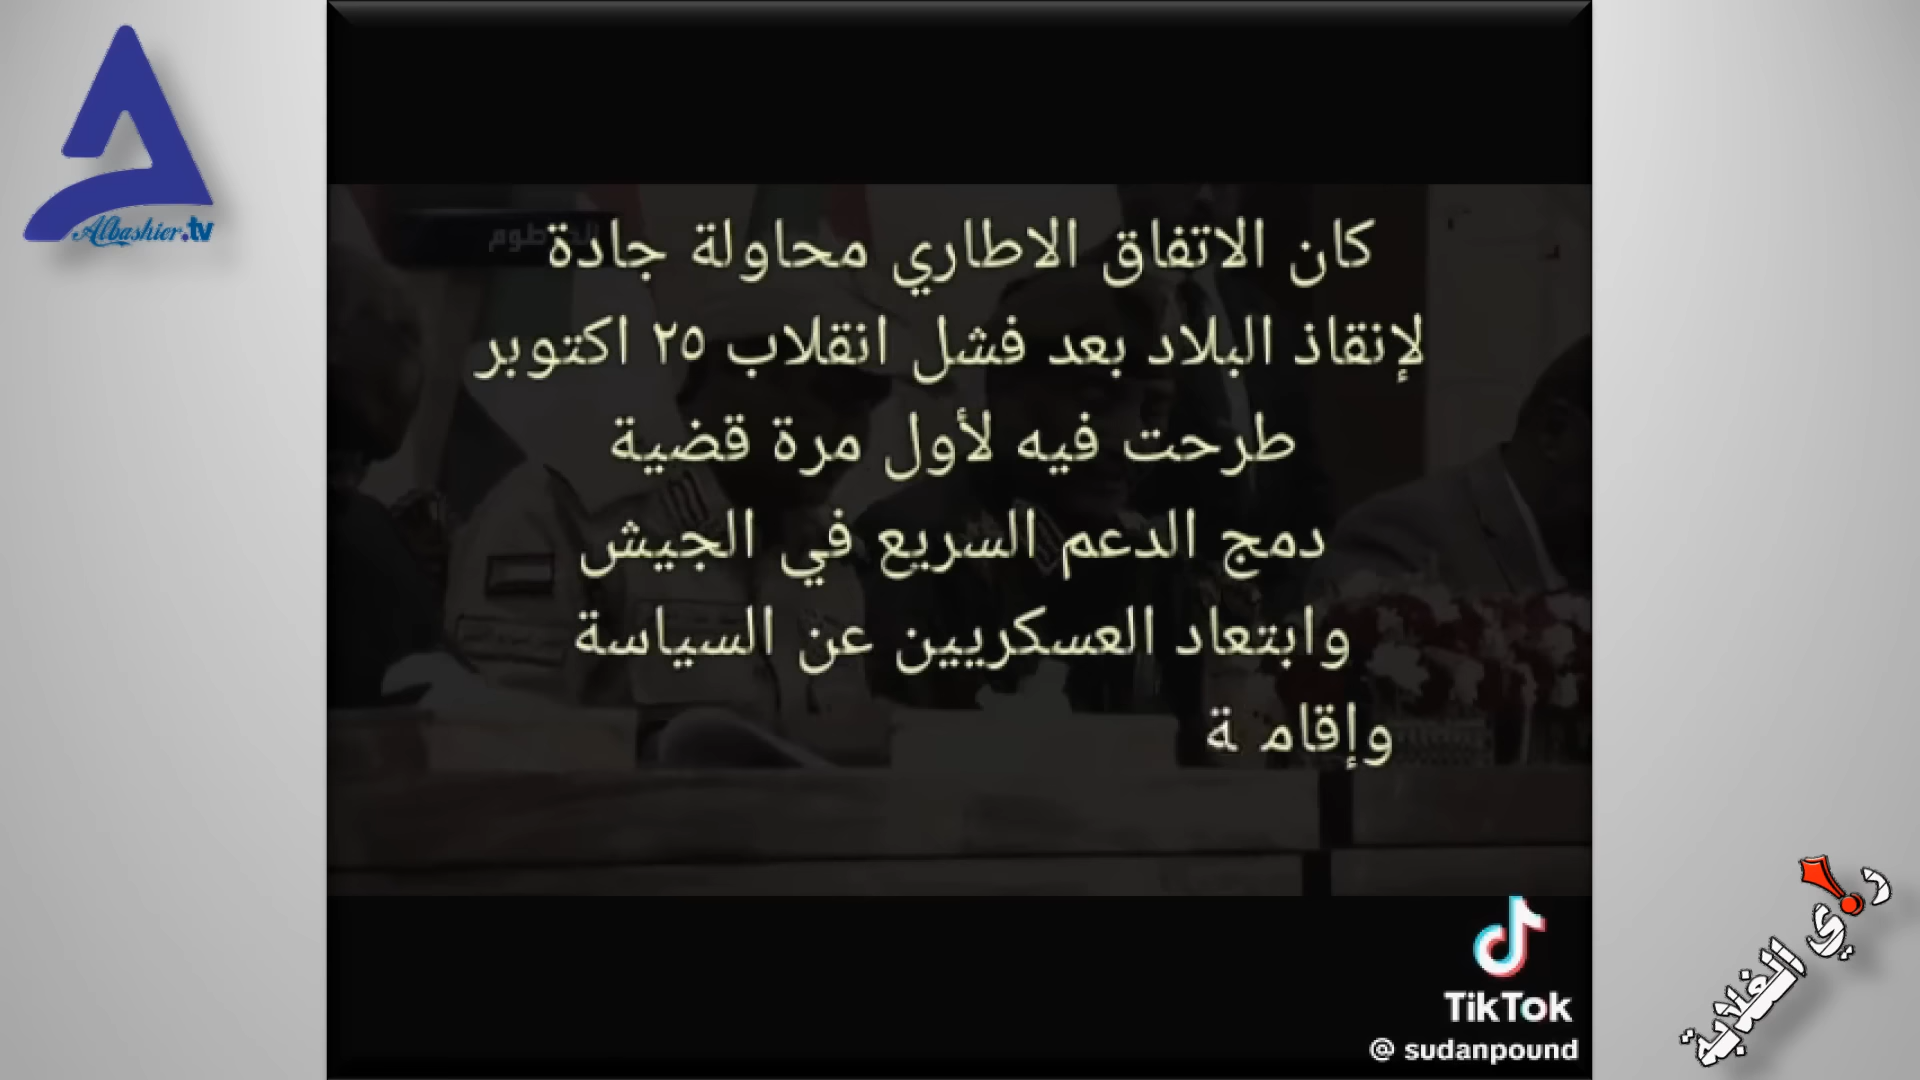 Albashier.tv
كان الاتفاق الاطاري محاولة جادة
لإنقاذ البلاد بعد فشل انقلاب ٢٥ اكتوبر
طرحت فيه لأول مرة قضية
دمج الدعم السريع في الجيش
وابتعاد العسكريين عن السياسة
وإقام ة
TikTok
@ sudanpound